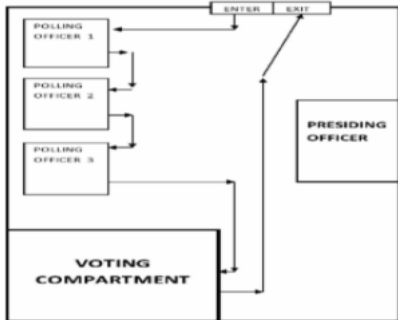 ENTER EXIT
POLLING
OFFICER 1
POLLING
OFFICER 2
PRESIDING
OFFICER
POLLING
OFFICER 3
VOTING
COMPARTMENT